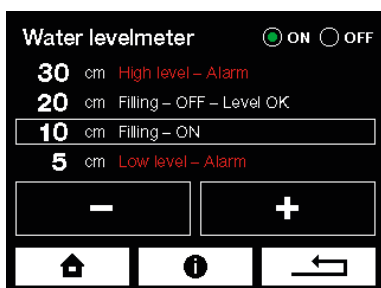 Water levelmeter ON OFF
30 cm High level – Alarm
20 cm Filling – OFF – Level OK
10 cm Filling – ON
5 cm Low level – Alarm
– +